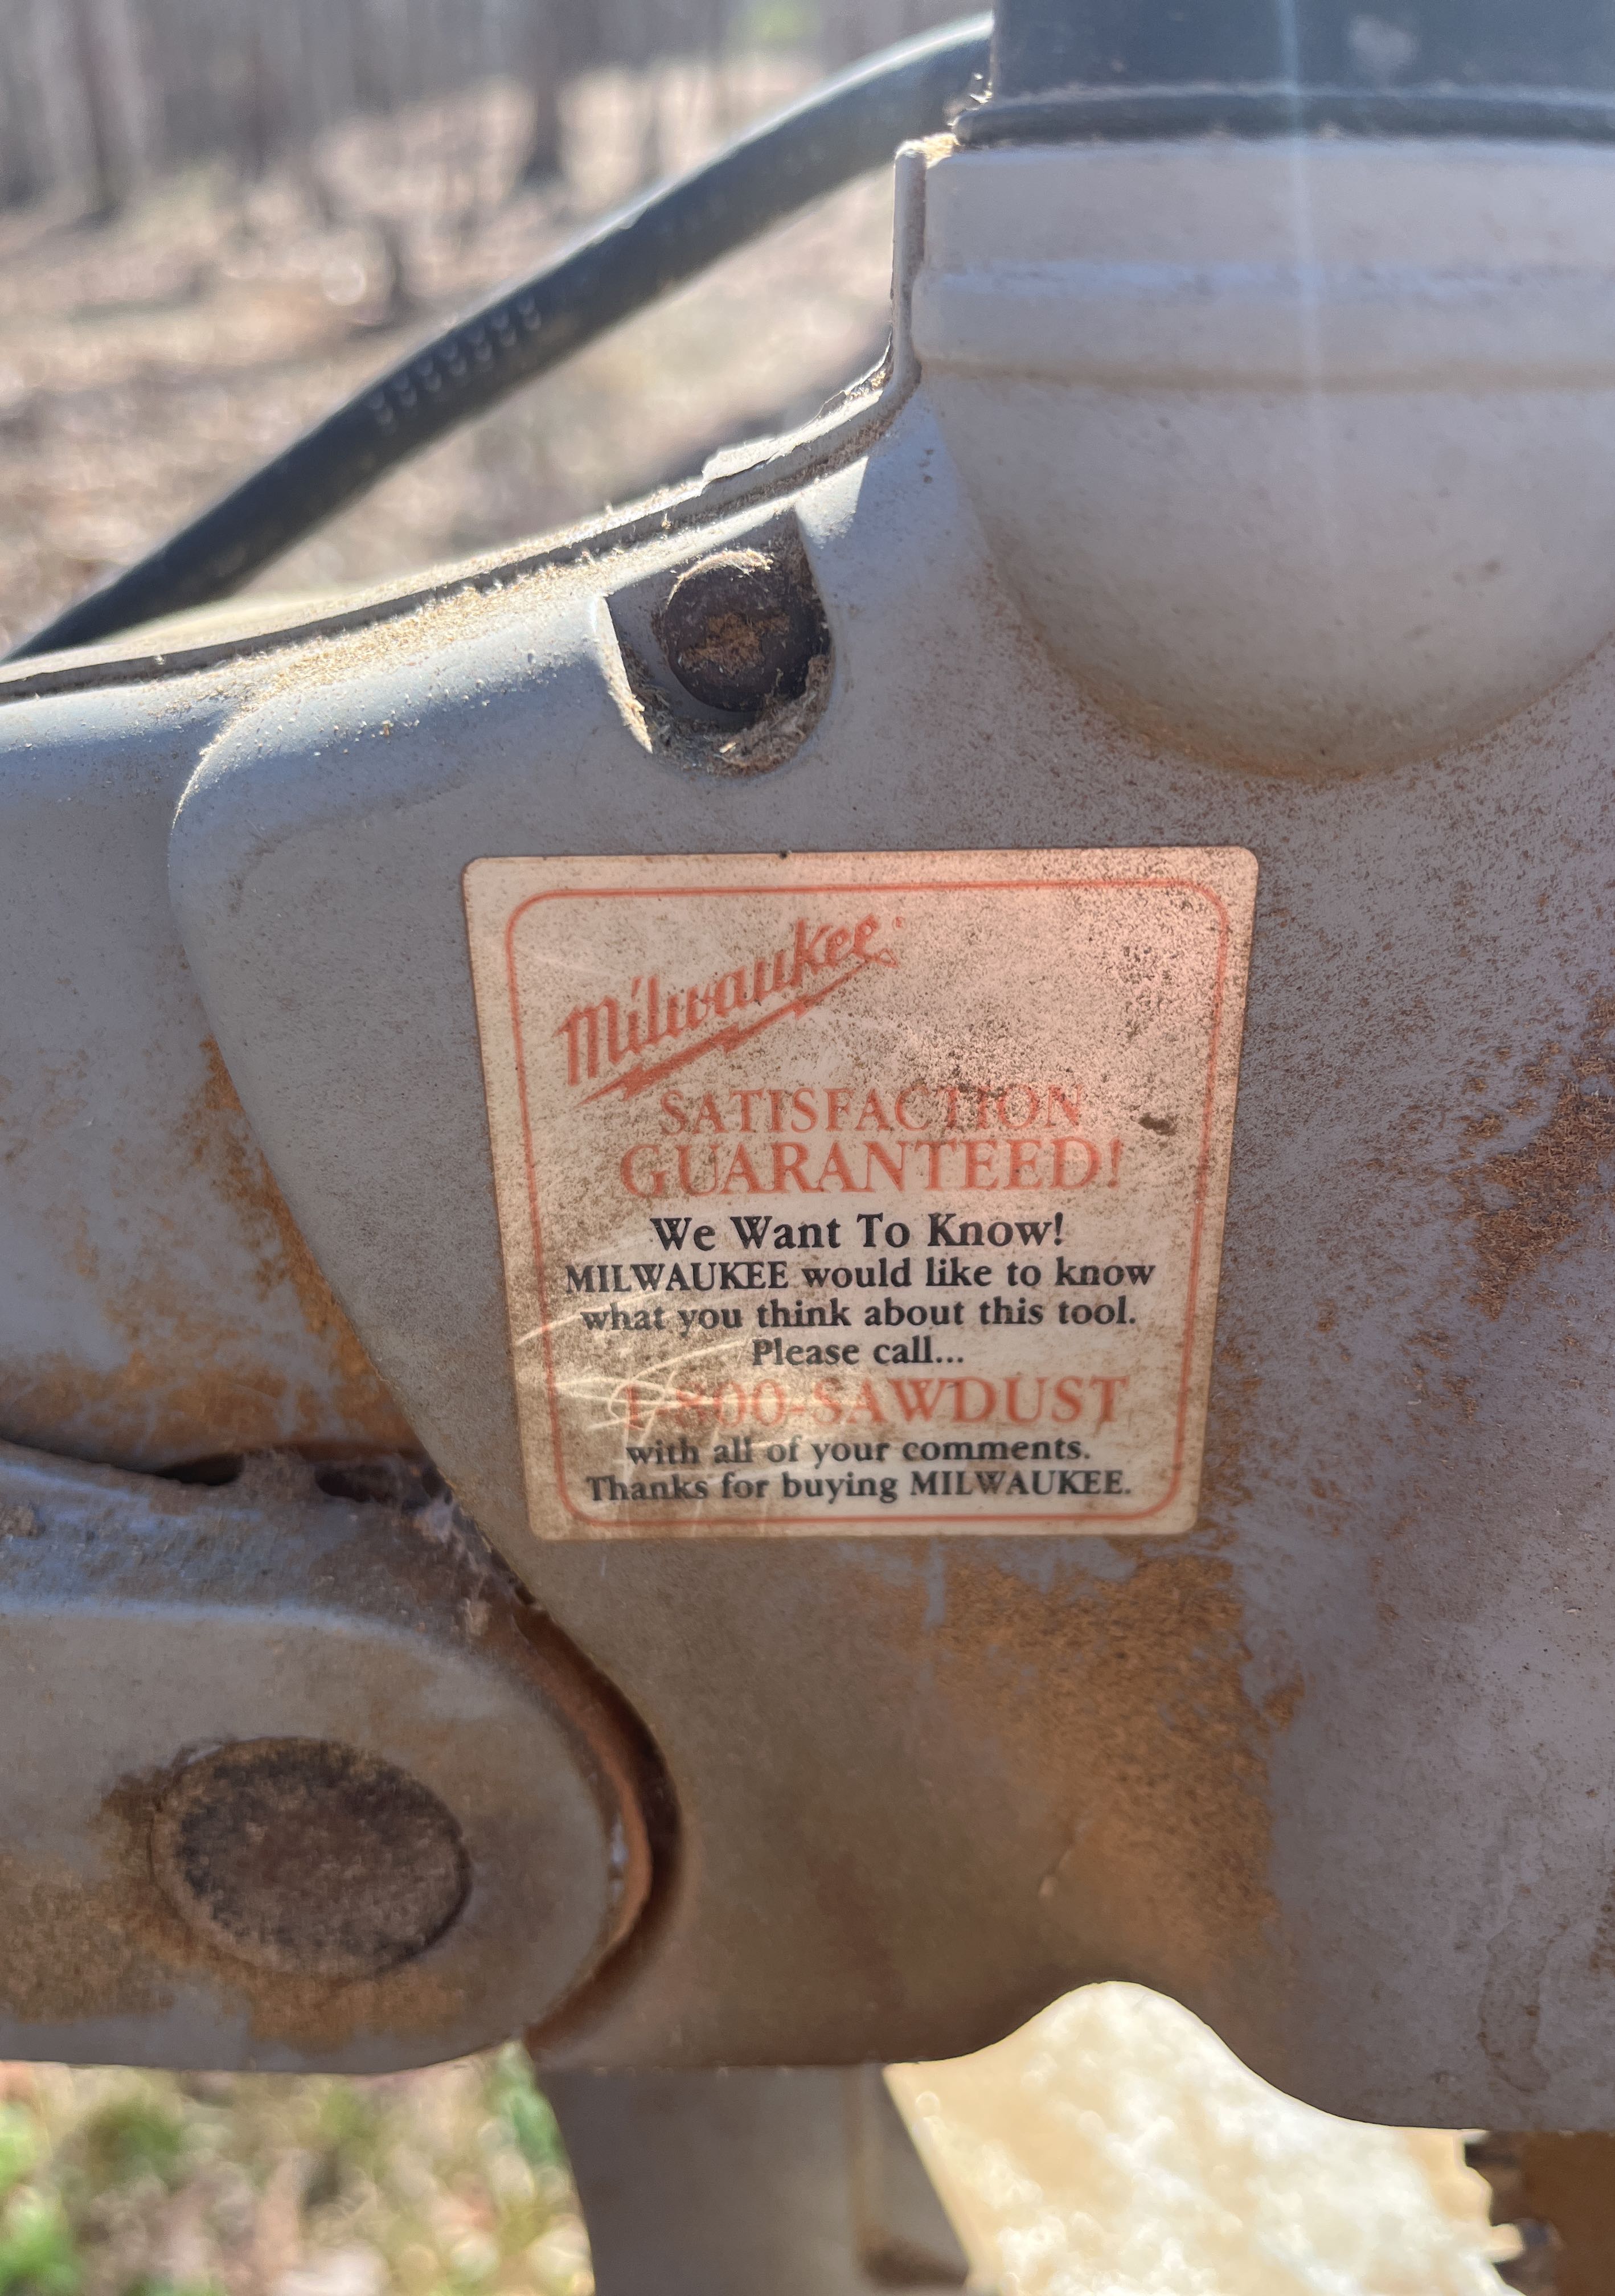 Milwaukee
SATISFACTION
GUARANTEED!
We Want To Know!
MILWAUKEE would like to know
what you think about this tool.
Please call...
1-800-SAWDUST
with all of your comments.
Thanks for buying MILWAUKEE.